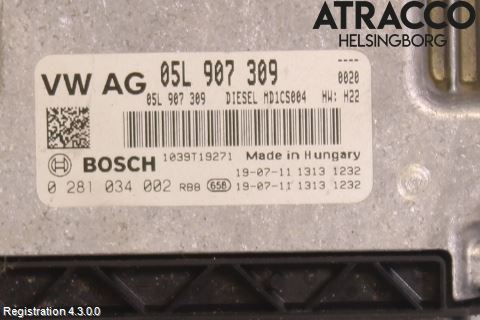 ATRACCO
HELSINGBORG
VW AG 05L 907 309 ----
0020
05L 907 309 DIESEL MD1CS004 HW: H22
BOSCH 1039T19271 Made in Hungary
19-07-11 1313 1232
0 281 034 002 RBB 658 19-07-11 1313 1232
Registration 4.3.0.0